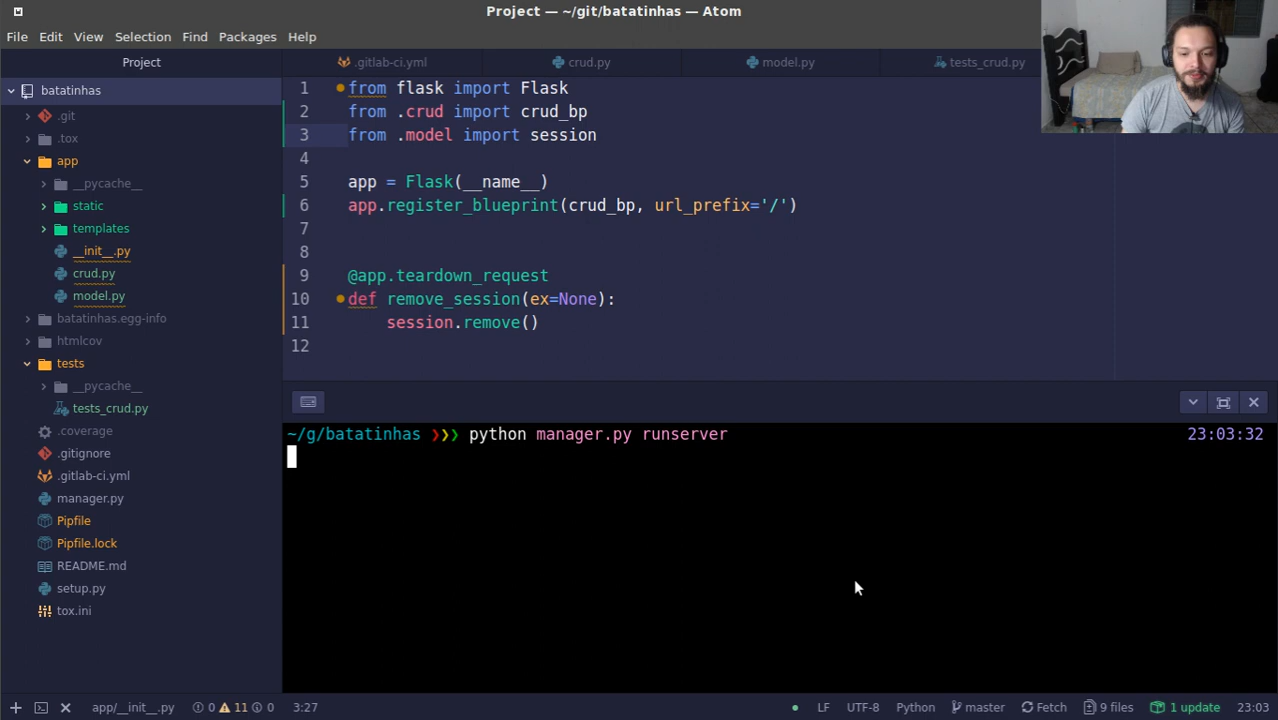 Project — ~/git/batatinhas — Atom
File Edit View Selection Find Packages Help
Project
.gitlab-ci.yml crud.py model.py tests_crud.py
batatinhas
.git
.tox
app
__pycache__
static
templates
__init__.py
crud.py
model.py
batatinhas.egg-info
htmlcov
tests
__pycache__
tests_crud.py
.coverage
.gitignore
.gitlab-ci.yml
manager.py
Pipfile
Pipfile.lock
README.md
setup.py
tox.ini
1 from flask import Flask
2 from .crud import crud_bp
3 from .model import session
4
5 app = Flask(__name__)
6 app.register_blueprint(crud_bp, url_prefix='/')
7
8
9 @app.teardown_request
10 def remove_session(ex=None):
11 session.remove()
12
~/g/batatinhas ❯❯❯ python manager.py runserver 23:03:32
app/__init__.py 0 11 0 3:27 LF UTF-8 Python master Fetch 9 files 1 update 23:03